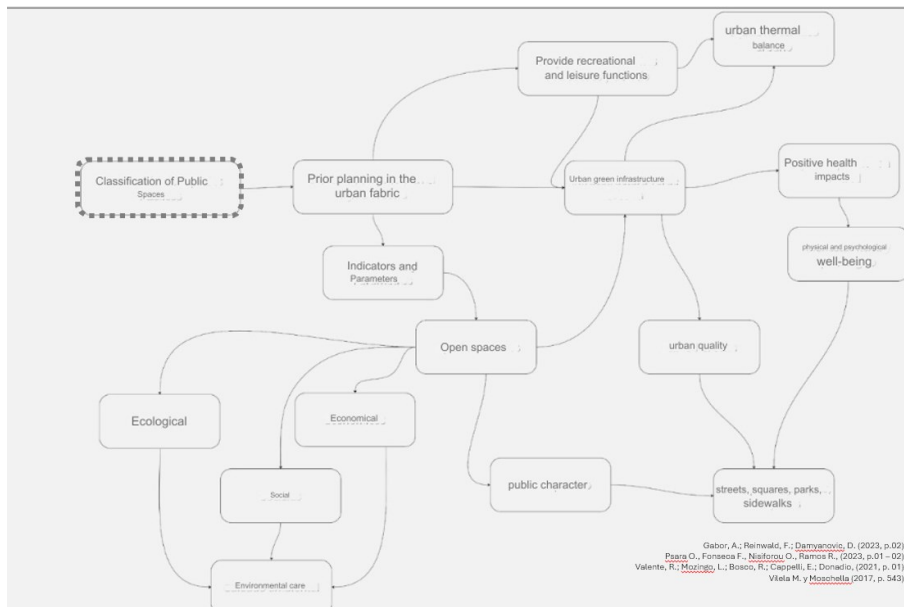 urban thermal
balance
Provide recreational
and leisure functions
Classification of Public
Spaces
Prior planning in the
urban fabric
Urban green infrastructure
Positive health
impacts
physical and psychological
well-being
Indicators and
Parameters
Open spaces
urban quality
Ecological
Economical
Social
public character
streets, squares, parks,
sidewalks
Environmental care
Gabor, A.; Reinwald, F.; Damyanovic, D. (2023, p.02)
Psara O., Fonseca F., Nisiforou O., Ramos R., (2023, p.01 – 02)
Valente, R.; Mozingo, L.; Bosco, R.; Cappelli, E.; Donadio, (2021, p. 01)
Vilela M. y Moschella (2017, p. 543)